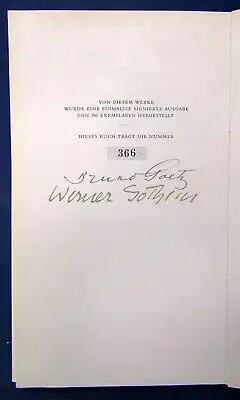 VON DIESEM WERKE
WURDE EINE EINMALIGE SIGNIERTE AUSGABE
VON 750 EXEMPLAREN HERGESTELLT
DIESES BUCH TRÄGT DIE NUMMER
366
Bruno Goetz
Werner Gothein